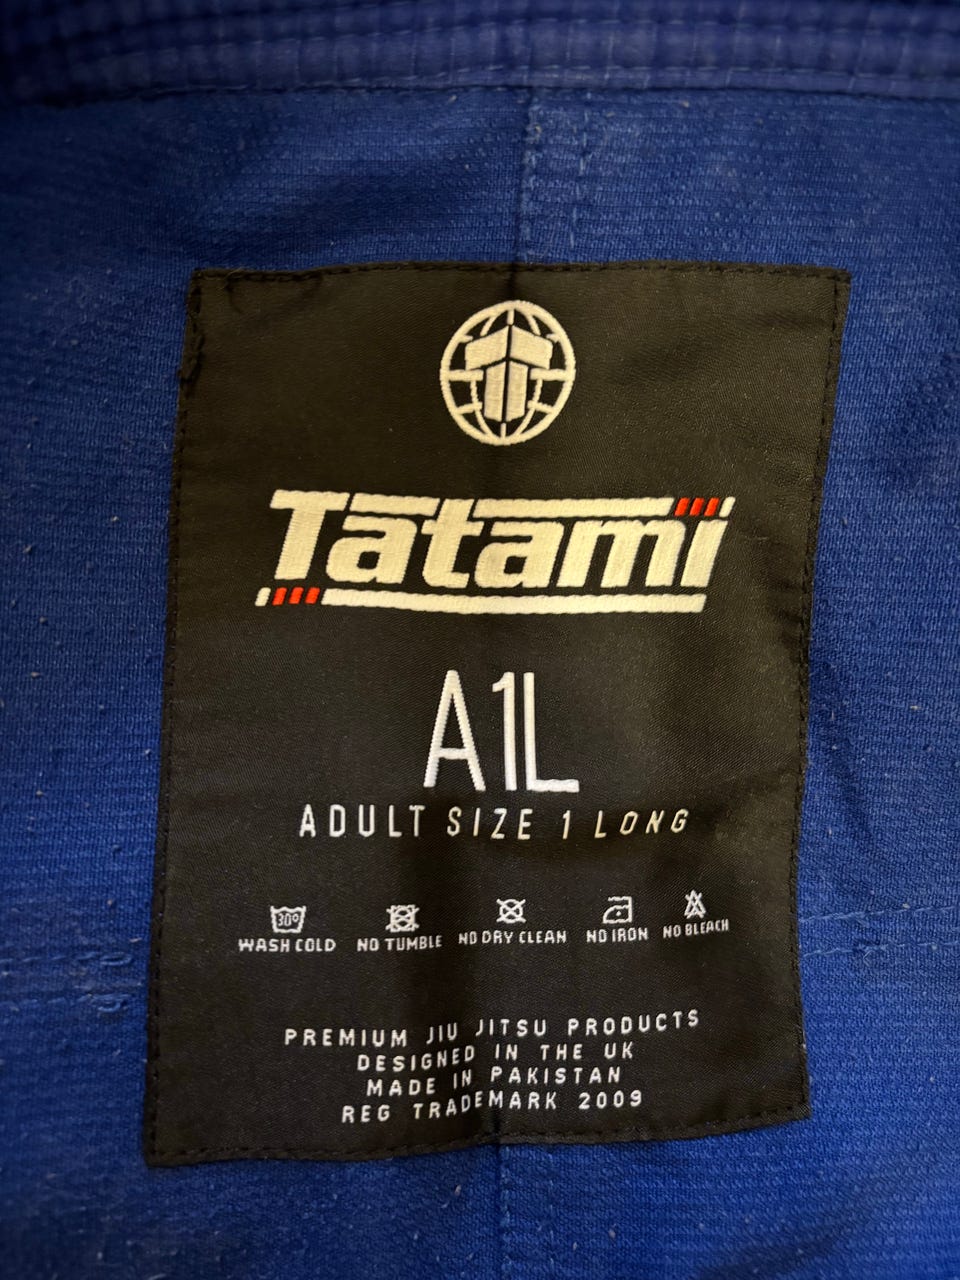 Tatami
A1L
ADULT SIZE 1 LONG
30°
WASH COLD NO TUMBLE NO DRY CLEAN NO IRON NO BLEACH
PREMIUM JIU JITSU PRODUCTS
DESIGNED IN THE UK
MADE IN PAKISTAN
REG TRADEMARK 2009